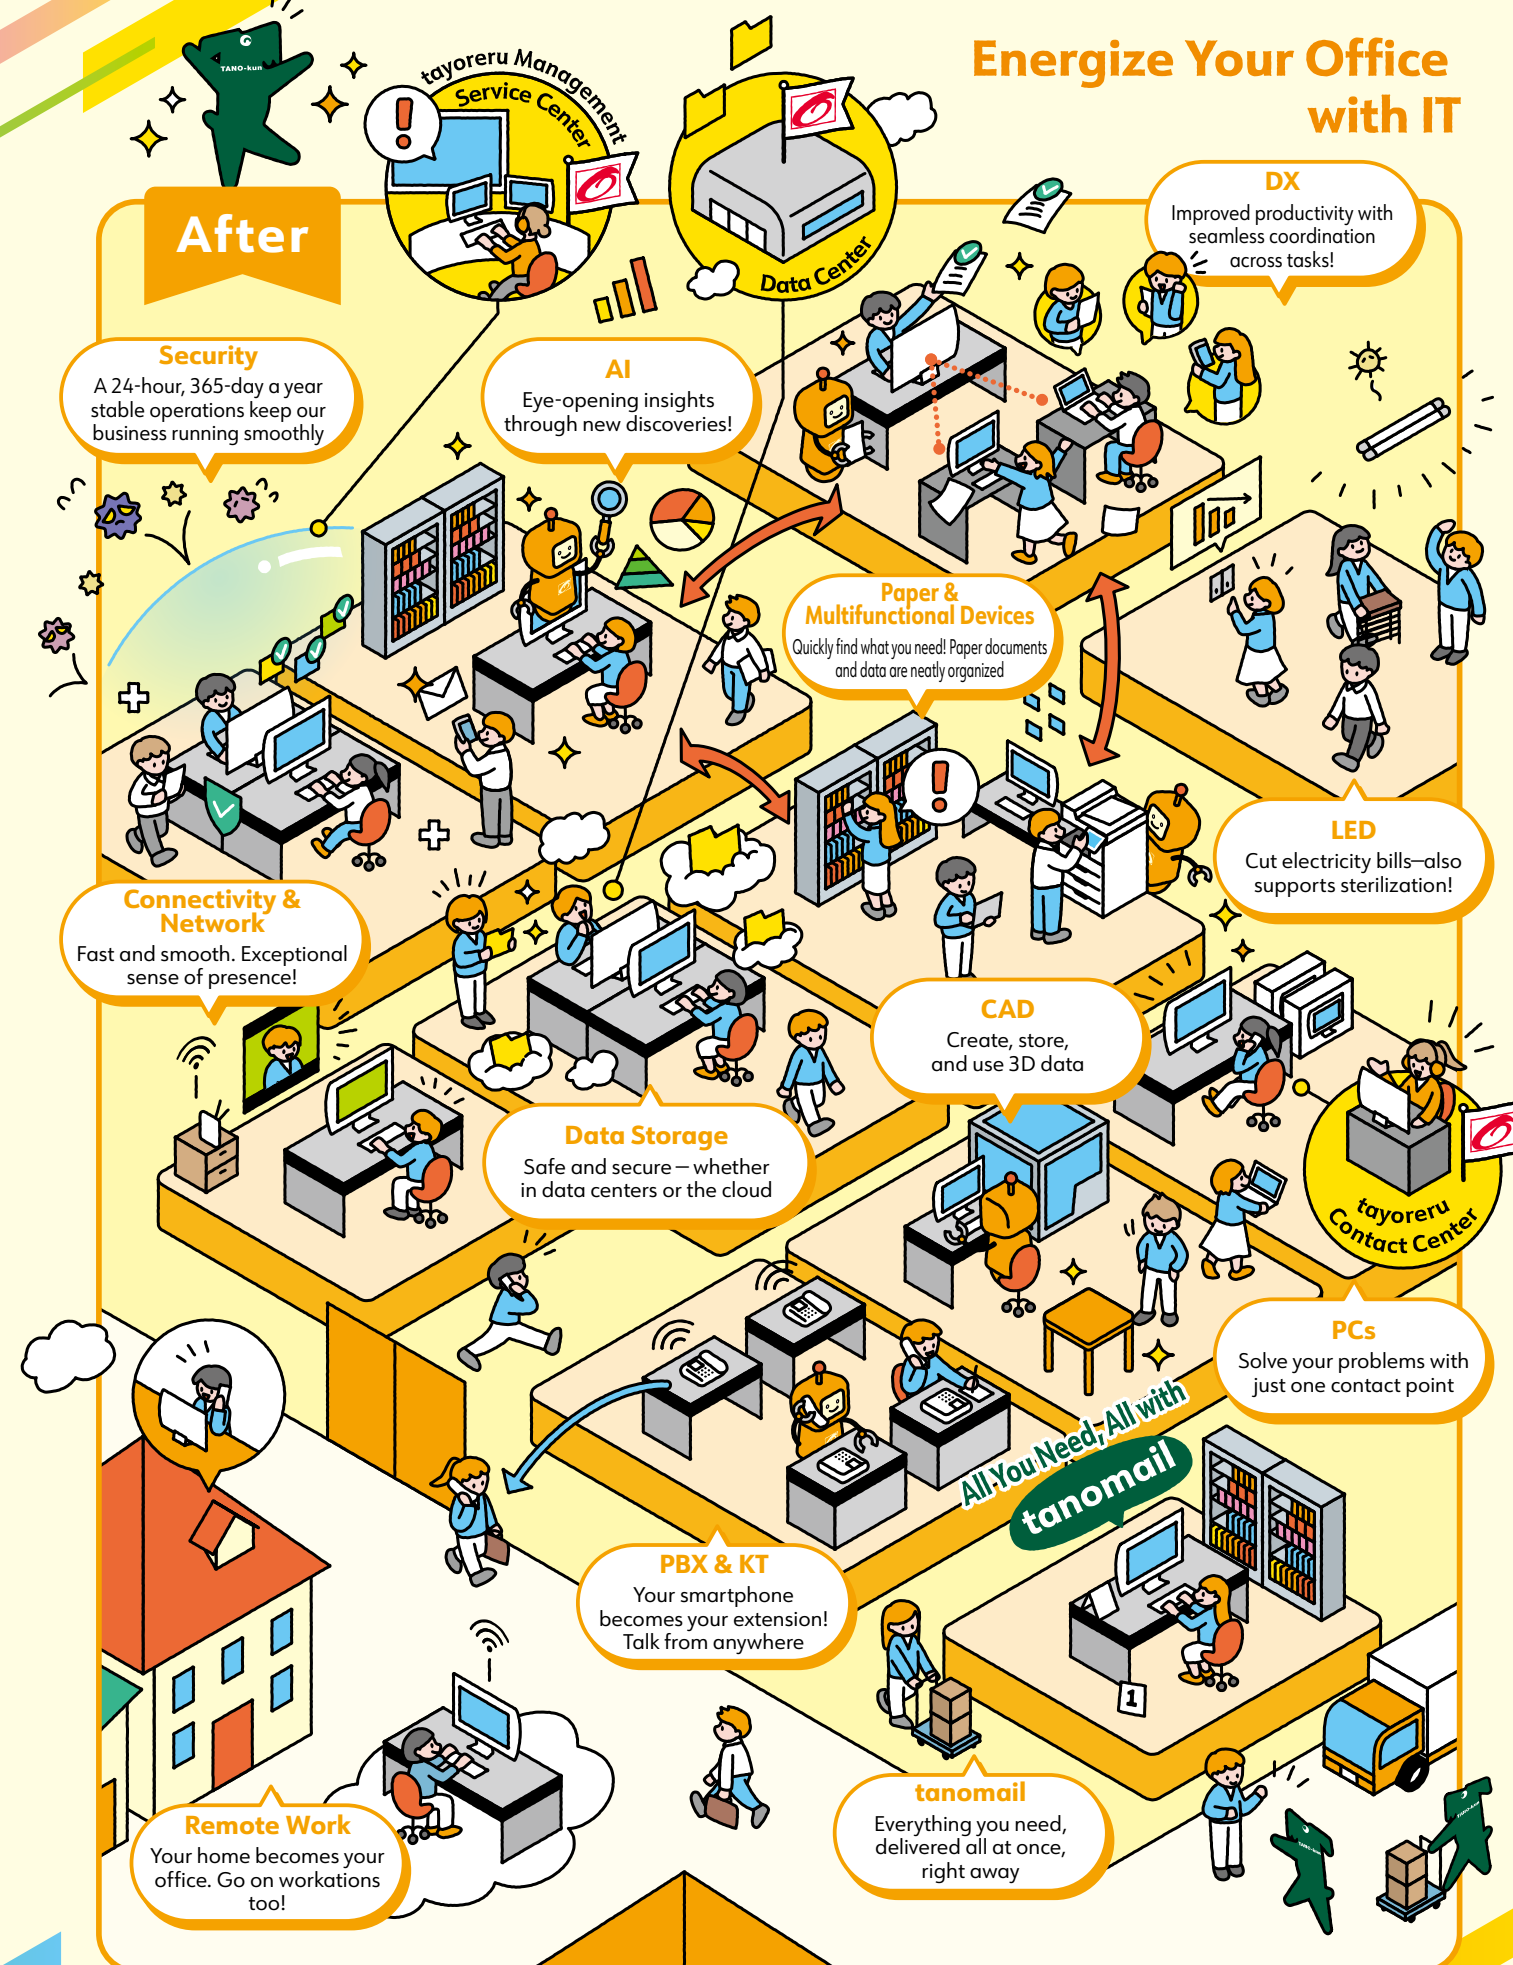 Energize Your Office
with IT
TANO-kun
tayoreru Management
Service Center
Data Center
After
DX
Improved productivity with
seamless coordination
across tasks!
Security
A 24-hour, 365-day a year
stable operations keep our
business running smoothly
AI
Eye-opening insights
through new discoveries!
Paper &
Multifunctional Devices
Quickly find what you need! Paper documents
and data are neatly organized
LED
Cut electricity bills—also
supports sterilization!
Connectivity &
Network
Fast and smooth. Exceptional
sense of presence!
CAD
Create, store,
and use 3D data
Data Storage
Safe and secure — whether
in data centers or the cloud
tayoreru
Contact Center
PCs
Solve your problems with
just one contact point
All You Need, All with
tanomail
PBX & KT
Your smartphone
becomes your extension!
Talk from anywhere
1
tanomail
Everything you need,
delivered all at once,
right away
Remote Work
Your home becomes your
office. Go on workations
too!
TANO-kun
TANO-kun